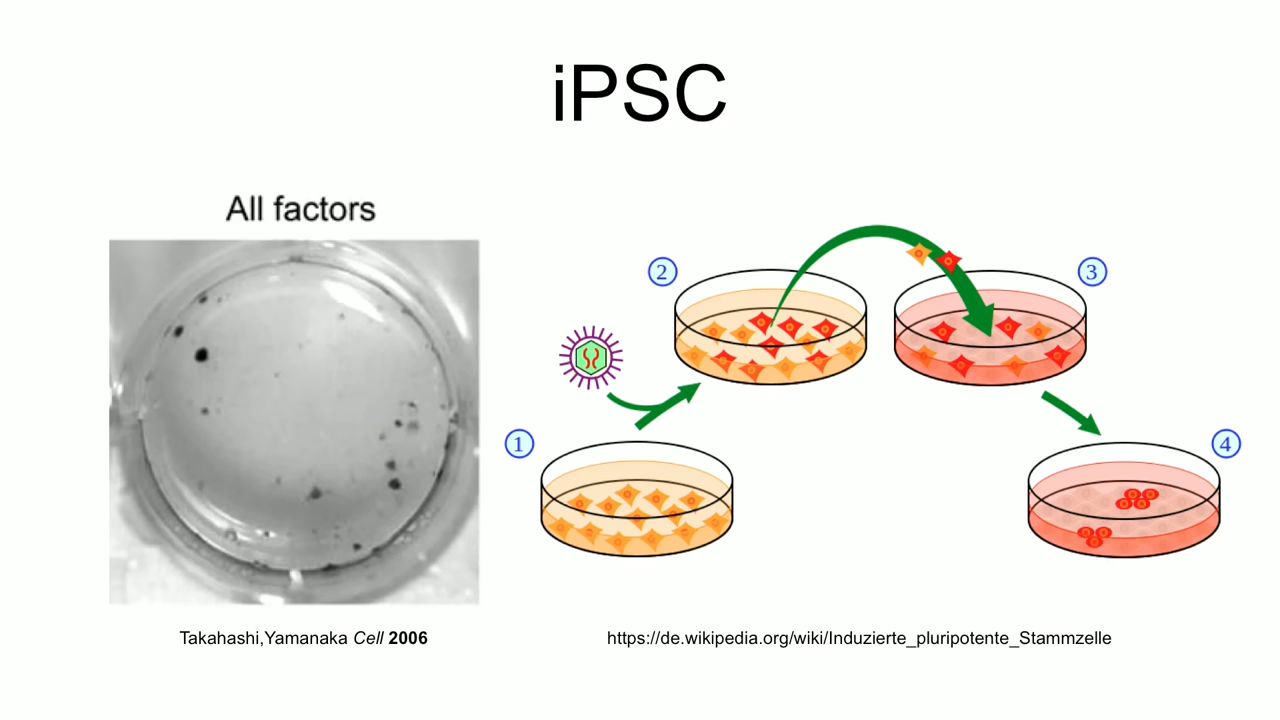 iPSC
All factors
2
3
1
4
Takahashi,Yamanaka Cell 2006
https://de.wikipedia.org/wiki/Induzierte_pluripotente_Stammzelle